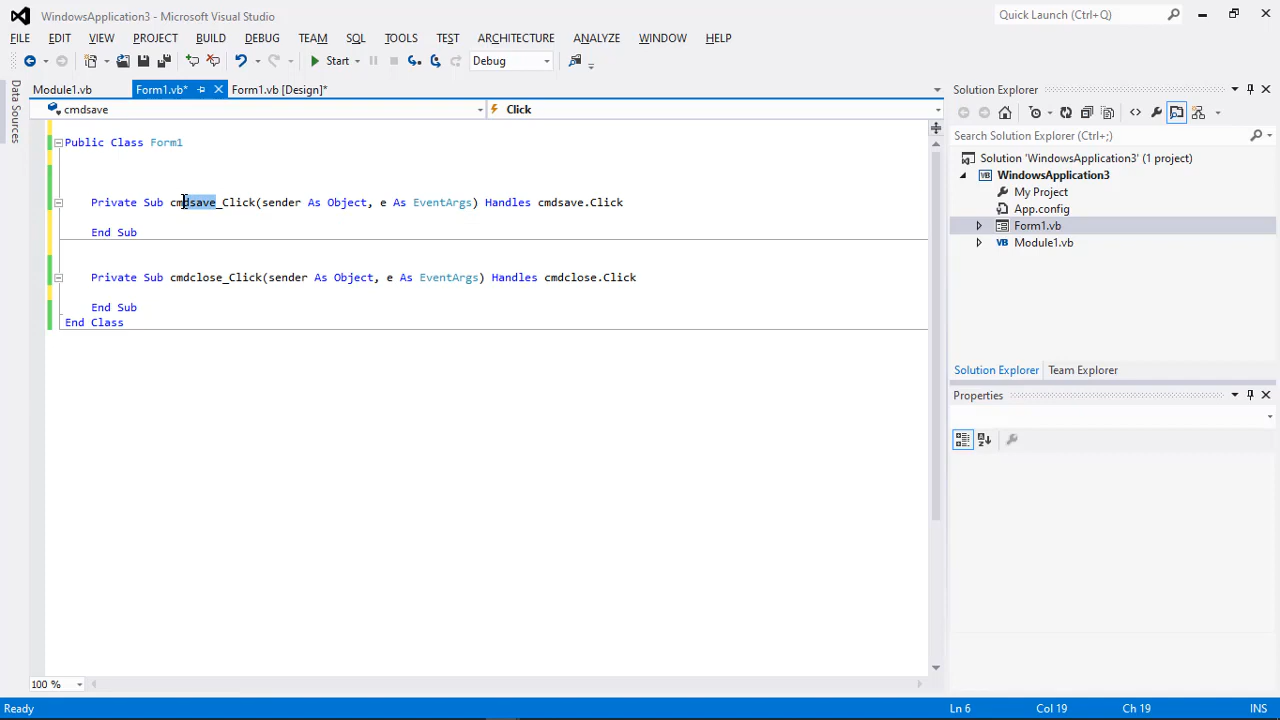 WindowsApplication3 - Microsoft Visual Studio
Quick Launch (Ctrl+Q)
FILE EDIT VIEW PROJECT BUILD DEBUG TEAM SQL TOOLS TEST ARCHITECTURE ANALYZE WINDOW HELP
Start Debug
Data Sources
Module1.vb Form1.vb* Form1.vb [Design]*
cmdsave Click
Public Class Form1
Private Sub cmdsave_Click(sender As Object, e As EventArgs) Handles cmdsave.Click
End Sub
Private Sub cmdclose_Click(sender As Object, e As EventArgs) Handles cmdclose.Click
End Sub
End Class
100 %
Solution Explorer
Search Solution Explorer (Ctrl+;)
Solution 'WindowsApplication3' (1 project)
WindowsApplication3
My Project
App.config
Form1.vb
Module1.vb
Solution Explorer Team Explorer
Properties
Ready Ln 6 Col 19 Ch 19 INS